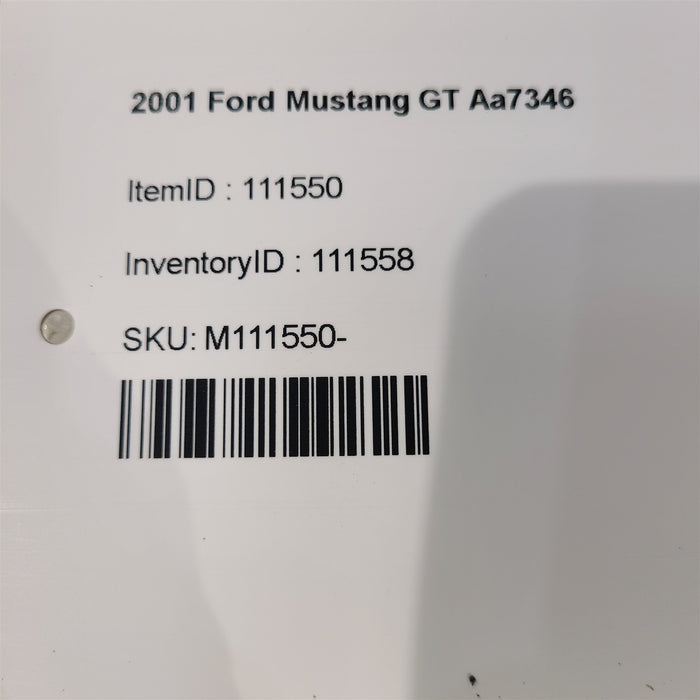 2001 Ford Mustang GT Aa7346
ItemID : 111550
InventoryID : 111558
SKU: M111550-